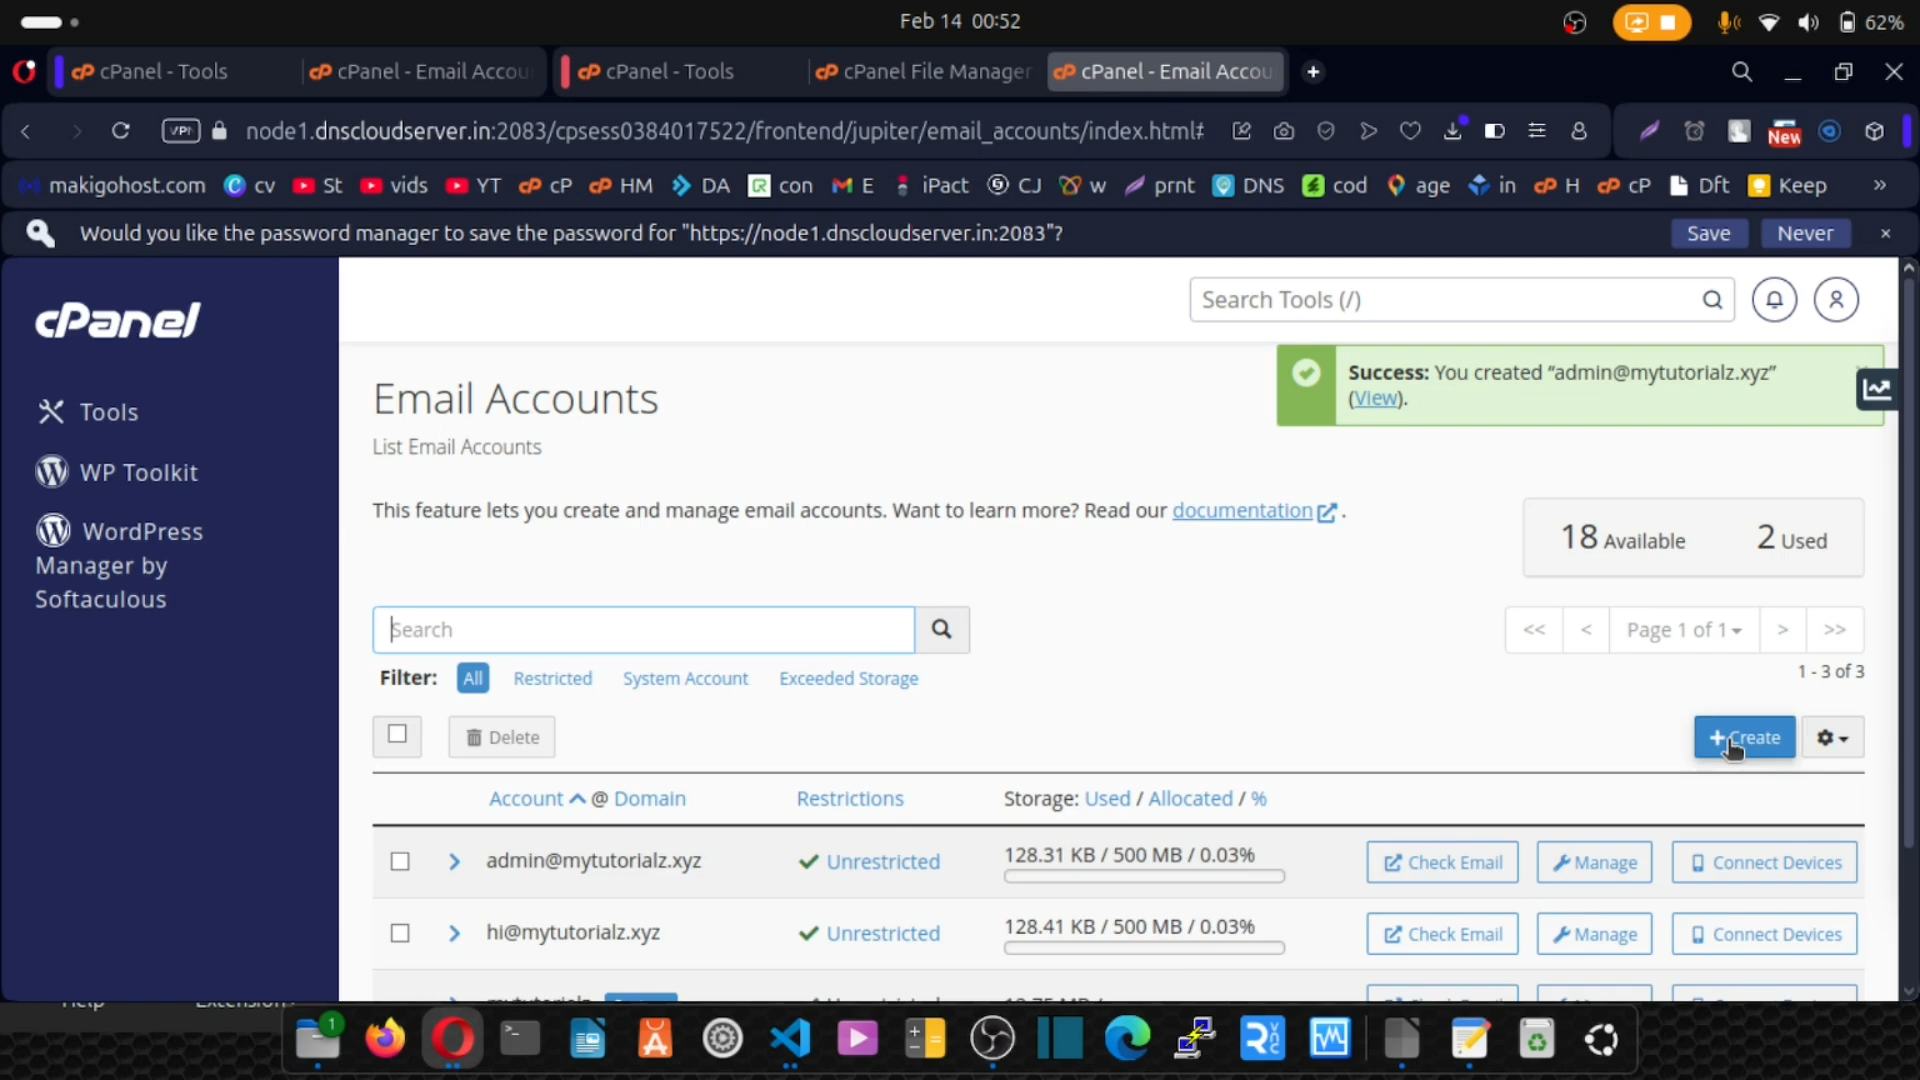 Feb 14 00:52
62%
cPanel - Tools
cPanel - Email Accou
cPanel - Tools
cPanel File Manager
cPanel - Email Accou
VPN
node1.dnscloudserver.in:2083/cpsess0384017522/frontend/jupiter/email_accounts/index.html#
New
makigohost.com
cv
St
vids
YT
cP
HM
DA
con
E
iPact
CJ
w
prnt
DNS
cod
age
in
H
cP
Dft
Keep
»
Would you like the password manager to save the password for "https://node1.dnscloudserver.in:2083"?
Save
Never
cPanel
Search Tools (/)
Tools
WP Toolkit
WordPress
Manager by
Softaculous
Success: You created “admin@mytutorialz.xyz”
(View).
Email Accounts
List Email Accounts
This feature lets you create and manage email accounts. Want to learn more? Read our documentation .
18 Available
2 Used
Search
<< < Page 1 of 1 > >>
1 - 3 of 3
Filter: All Restricted System Account Exceeded Storage
Delete
+ Create
Account @ Domain
Restrictions
Storage: Used / Allocated / %
admin@mytutorialz.xyz
Unrestricted
128.31 KB / 500 MB / 0.03%
Check Email
Manage
Connect Devices
hi@mytutorialz.xyz
Unrestricted
128.41 KB / 500 MB / 0.03%
Check Email
Manage
Connect Devices
1